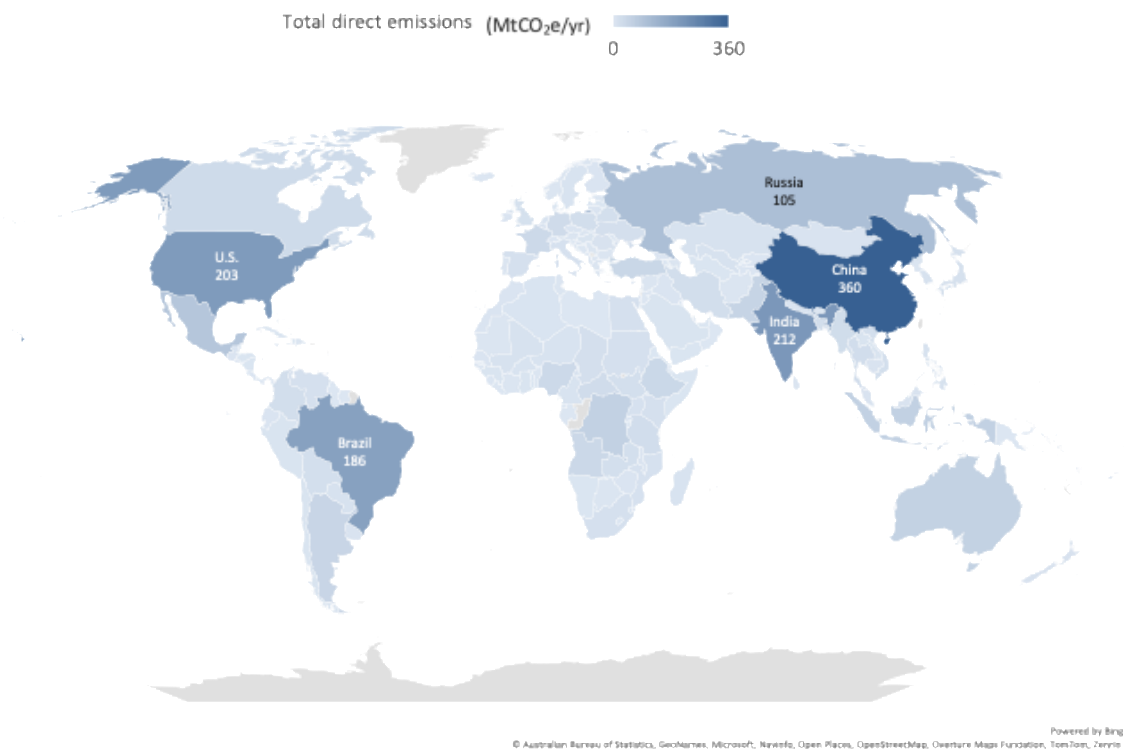 Total direct emissions (MtCO₂e/yr)
0 360
Russia
105
U.S.
203
China
360
India
212
Brazil
186
Powered by Bing
© Australian Bureau of Statistics, GeoNames, Microsoft, Navinfo, Open Places, OpenStreetMap, Overture Maps Fundation, TomTom, Zenrin